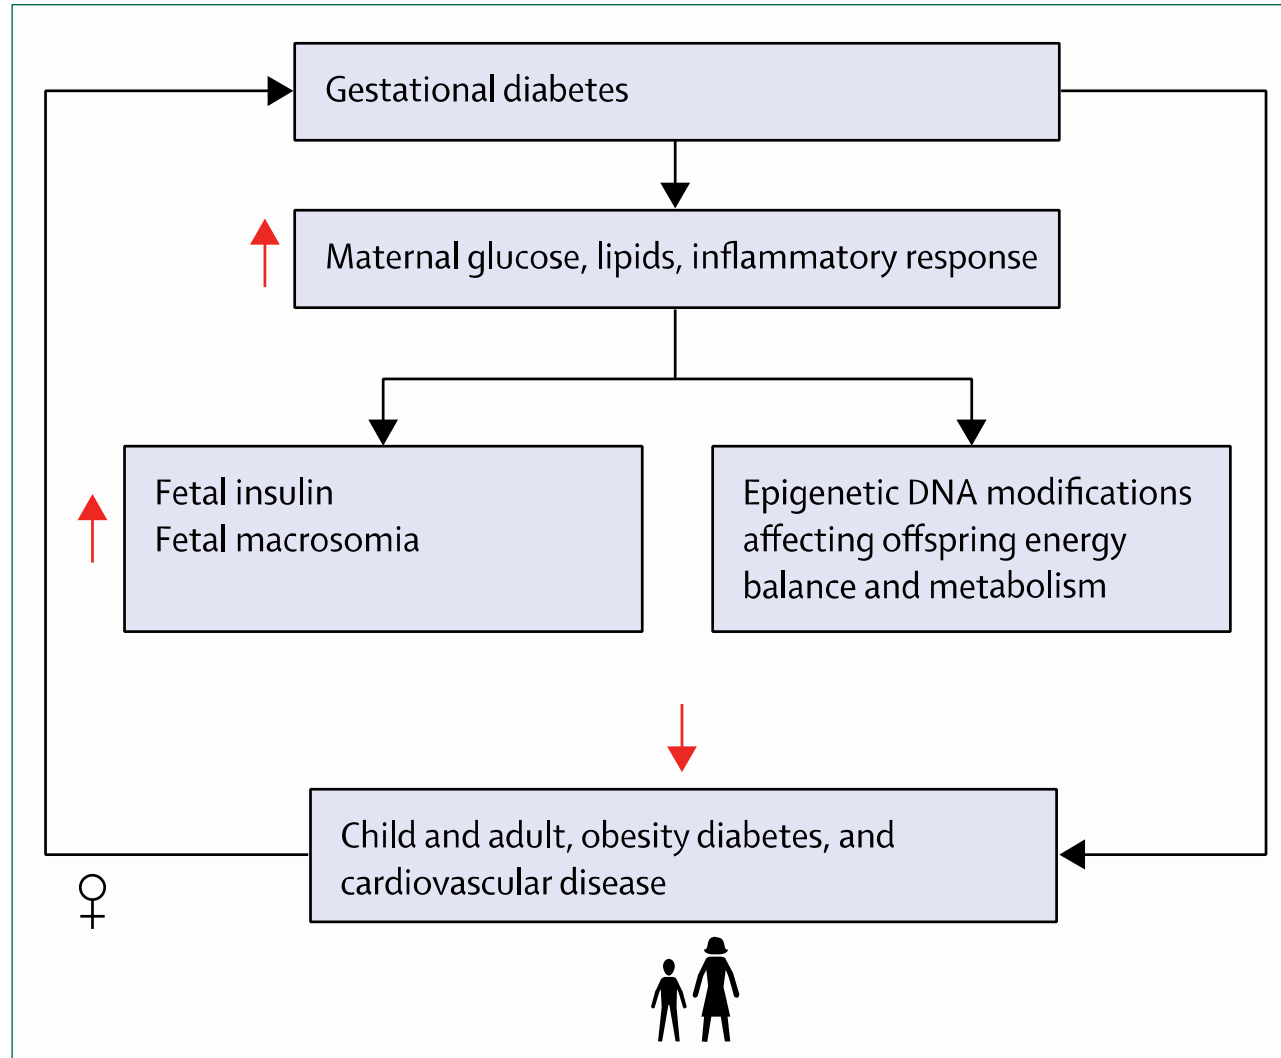 Gestational diabetes
Maternal glucose, lipids, inflammatory response
Fetal insulin
Fetal macrosomia
Epigenetic DNA modifications
affecting offspring energy
balance and metabolism
Child and adult, obesity diabetes, and
cardiovascular disease
♀